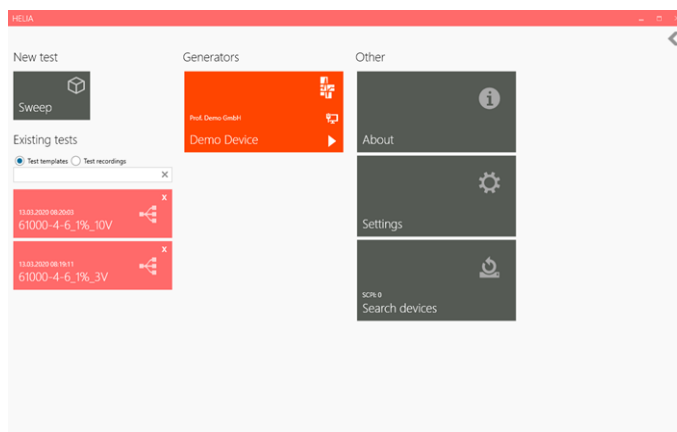 HELIA
New test
Generators
Other
Sweep
Prof. Demo GmbH
Demo Device
About
Existing tests
Test templates
Test recordings
13.03.2020 08:20:03
61000-4-6_1%_10V
Settings
13.03.2020 08:19:11
61000-4-6_1%_3V
SCPI: 0
Search devices